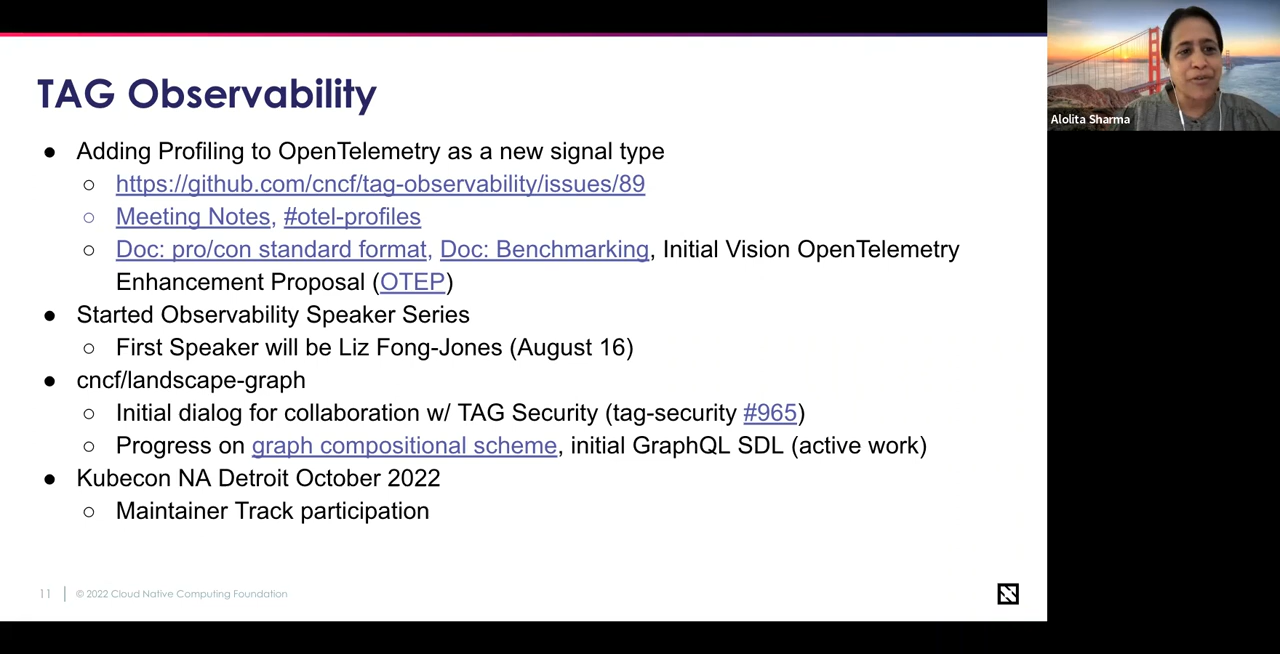 TAG Observability
● Adding Profiling to OpenTelemetry as a new signal type
○ https://github.com/cncf/tag-observability/issues/89
○ Meeting Notes, #otel-profiles
○ Doc: pro/con standard format, Doc: Benchmarking, Initial Vision OpenTelemetry
Enhancement Proposal (OTEP)
● Started Observability Speaker Series
○ First Speaker will be Liz Fong-Jones (August 16)
● cncf/landscape-graph
○ Initial dialog for collaboration w/ TAG Security (tag-security #965)
○ Progress on graph compositional scheme, initial GraphQL SDL (active work)
● Kubecon NA Detroit October 2022
○ Maintainer Track participation
11 | © 2022 Cloud Native Computing Foundation
Alolita Sharma